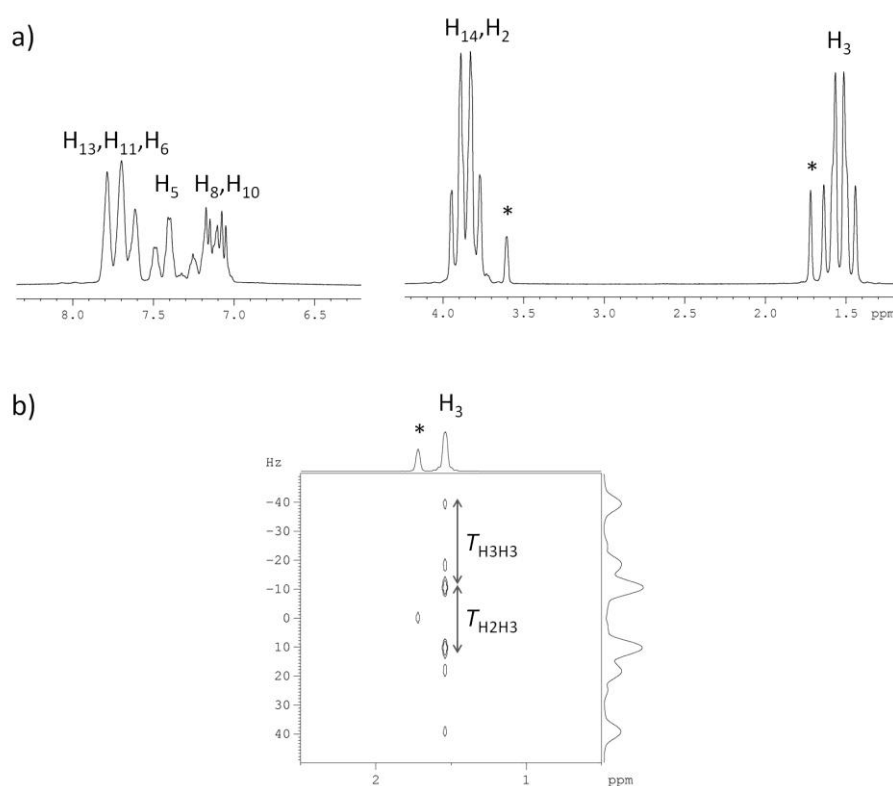 a)
H₁₄,H₂
H₃
*
H₁₃,H₁₁,H₆
H₅
H₈,H₁₀
*
8.0 7.5 7.0 6.5
4.0 3.5 3.0 2.5 2.0 1.5 ppm
b)
H₃
*
Hz
-40
-30
T_H3H3
-20
-10
0
T_H2H3
10
20
30
40
2 1 ppm